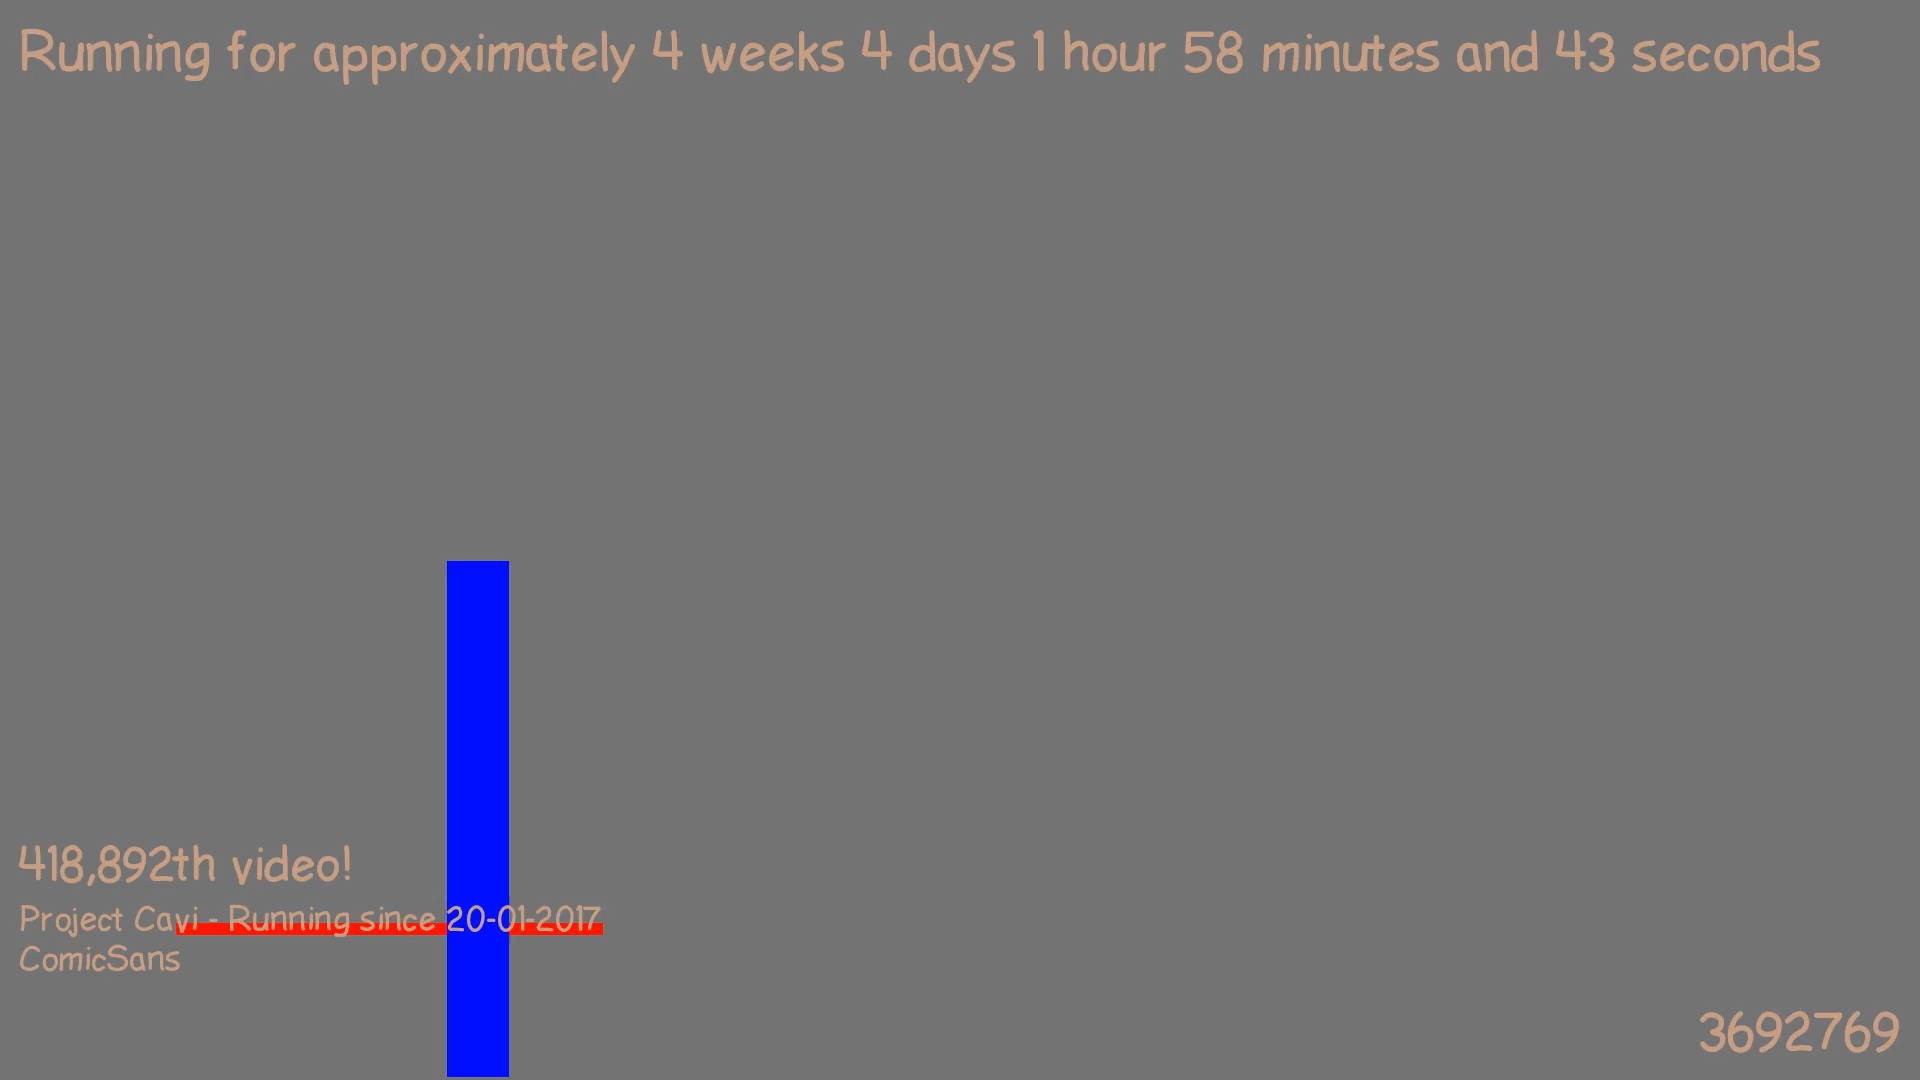 Running for approximately 4 weeks 4 days 1 hour 58 minutes and 43 seconds
418,892th video!
Project Cavi - Running since 20-01-2017
ComicSans
3692769